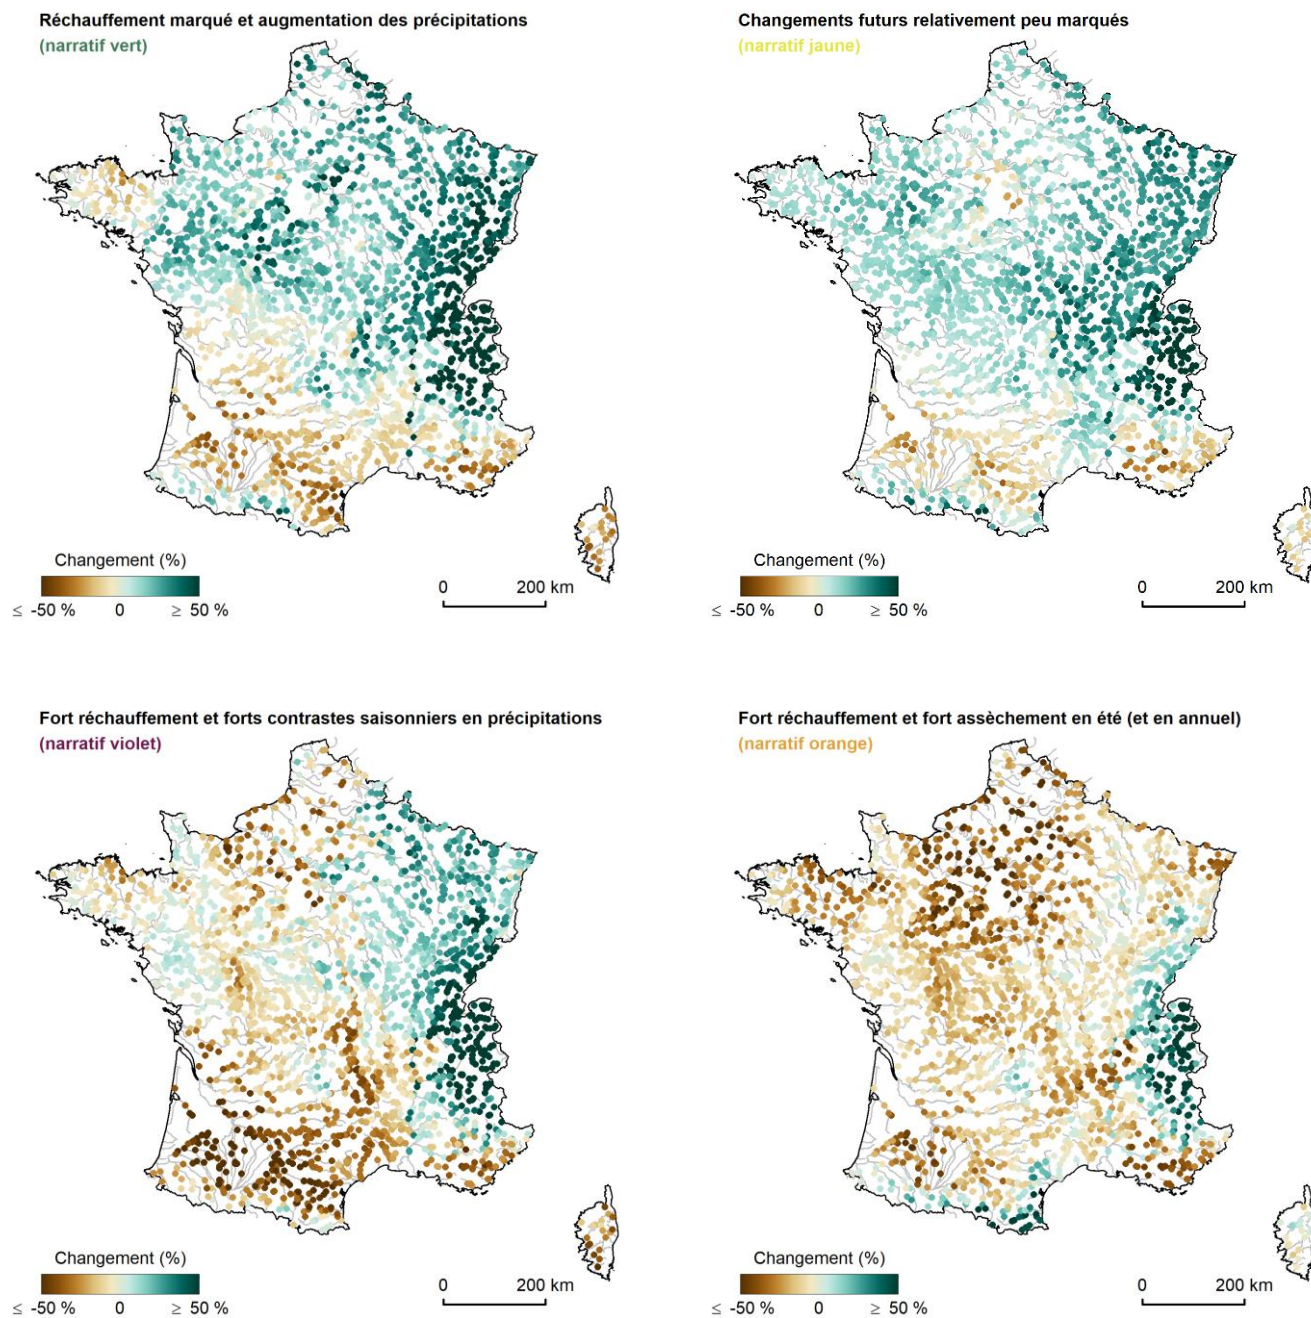 Réchauffement marqué et augmentation des précipitations
(narratif vert)
Changement (%)
≤ -50 % 0 ≥ 50 %
0 200 km
Changements futurs relativement peu marqués
(narratif jaune)
Changement (%)
≤ -50 % 0 ≥ 50 %
0 200 km
Fort réchauffement et forts contrastes saisonniers en précipitations
(narratif violet)
Changement (%)
≤ -50 % 0 ≥ 50 %
0 200 km
Fort réchauffement et fort assèchement en été (et en annuel)
(narratif orange)
Changement (%)
≤ -50 % 0 ≥ 50 %
0 200 km